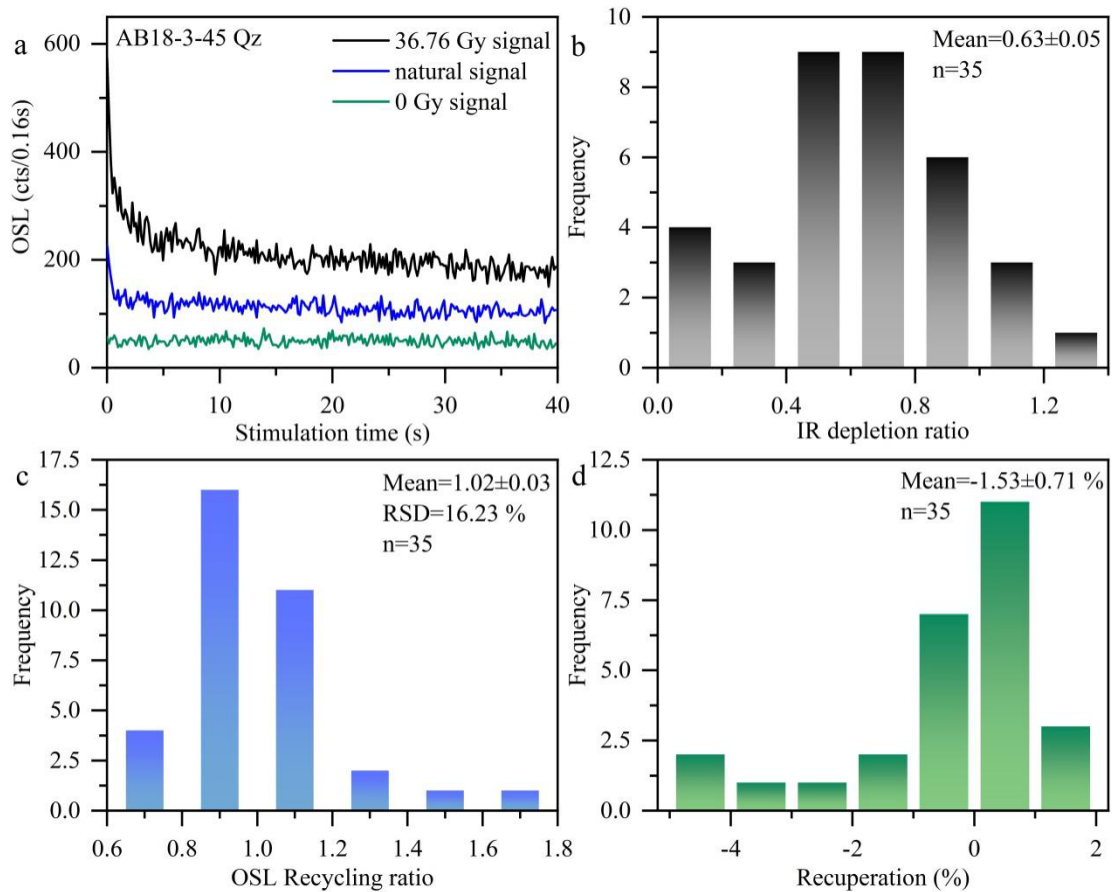 a
AB18-3-45 Qz
36.76 Gy signal
natural signal
0 Gy signal
600
400
200
0
OSL (cts/0.16s)
0 10 20 30 40
Stimulation time (s)
b
Mean=0.63±0.05
n=35
10
8
6
4
2
0
Frequency
0.0 0.4 0.8 1.2
IR depletion ratio
c
Mean=1.02±0.03
RSD=16.23 %
n=35
17.5
15.0
12.5
10.0
7.5
5.0
2.5
0.0
Frequency
0.6 0.8 1.0 1.2 1.4 1.6 1.8
OSL Recycling ratio
d
Mean=-1.53±0.71 %
n=35
12.5
10.0
7.5
5.0
2.5
0.0
Frequency
-4 -2 0 2
Recuperation (%)